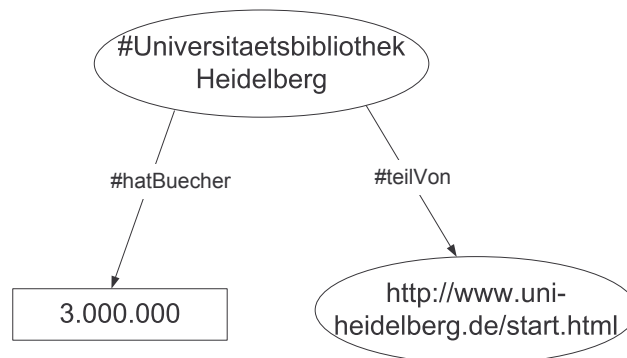 #Universitaetsbibliothek
Heidelberg
#hatBuecher
#teilVon
3.000.000
http://www.uni-
heidelberg.de/start.html